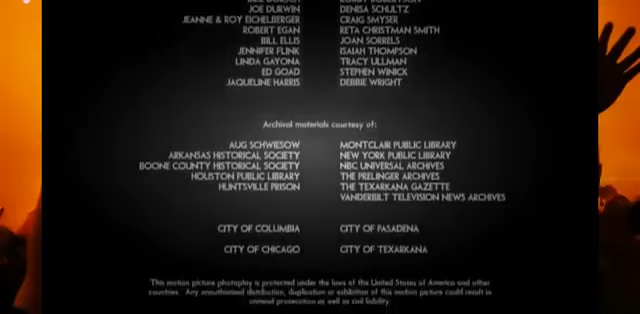 JOE DURWIN DENISA SCHULTZ
JEANNE & ROY EICHELBERGER CRAIG SMYSER
ROBERT EGAN RETA CHRISTMAN SMITH
BILL ELLIS JOAN SORRELS
JENNIFER FLINK ISAIAH THOMPSON
LINDA GAYONA TRACY ULLMAN
ED GOAD STEPHEN WINICK
JAQUELINE HARRIS DEBBIE WRIGHT
Archival materials courtesy of:
AUG SCHWIESOW MONTCLAIR PUBLIC LIBRARY
ARKANSAS HISTORICAL SOCIETY NEW YORK PUBLIC LIBRARY
BOONE COUNTY HISTORICAL SOCIETY NBC UNIVERSAL ARCHIVES
HOUSTON PUBLIC LIBRARY THE PRELINGER ARCHIVES
HUNTSVILLE PRISON THE TEXARKANA GAZETTE
VANDERBILT TELEVISION NEWS ARCHIVES
CITY OF COLUMBIA CITY OF PASADENA
CITY OF CHICAGO CITY OF TEXARKANA
This motion picture photoplay is protected under the laws of the United States of America and other
countries. Any unauthorized distribution, duplication or exhibition of this motion picture could result in
criminal prosecution as well as civil liability.